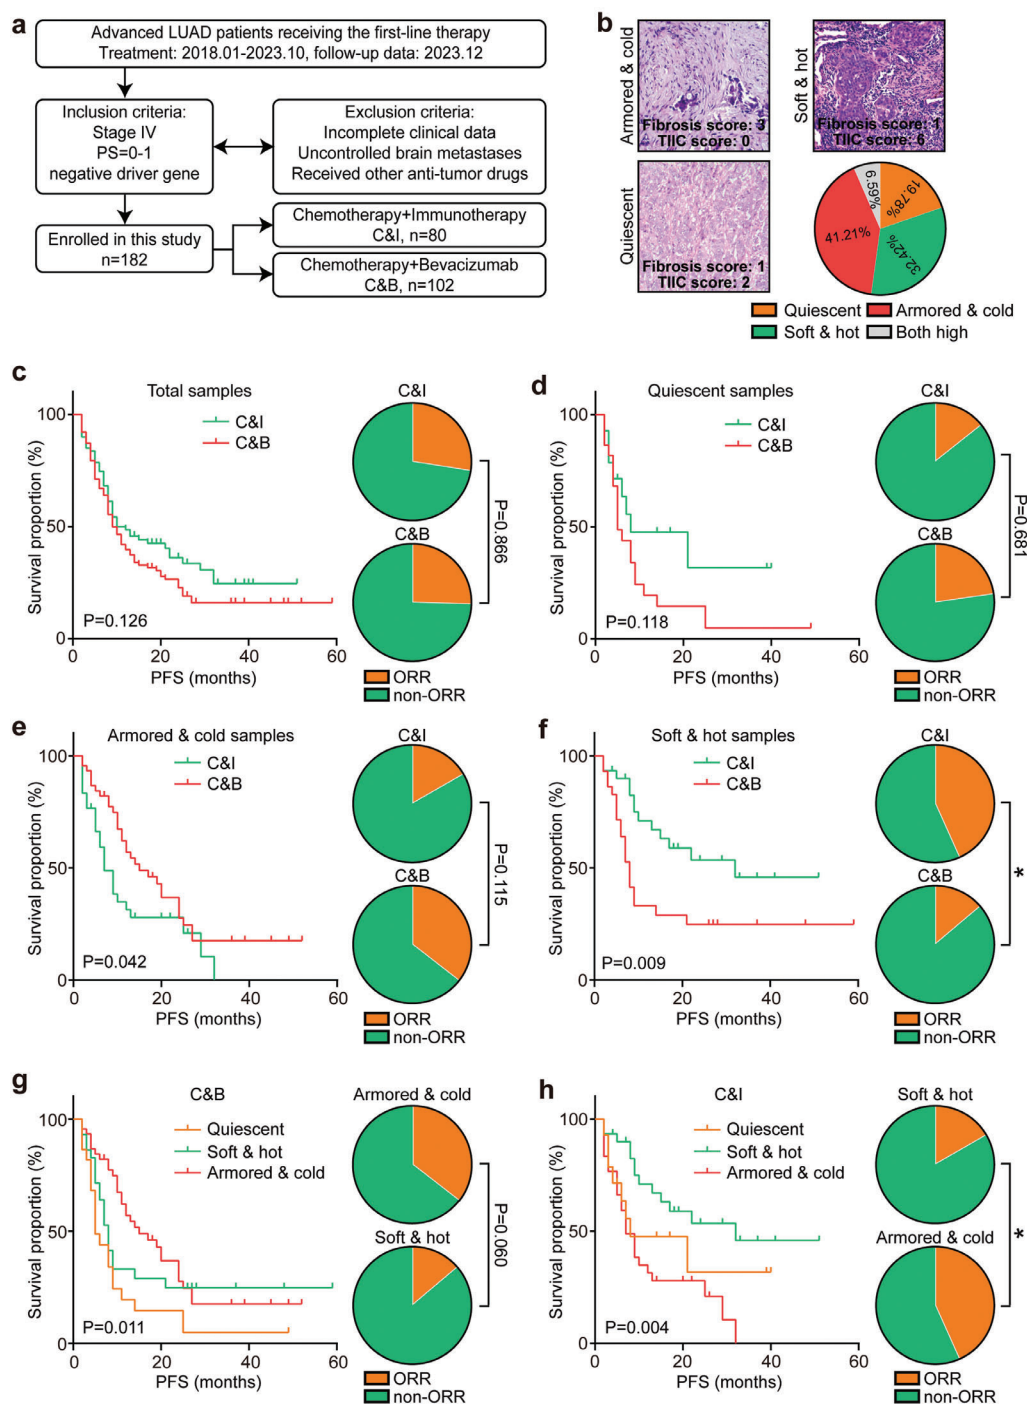 a
Advanced LUAD patients receiving the first-line therapy
Treatment: 2018.01-2023.10, follow-up data: 2023.12
Inclusion criteria:
Stage IV
PS=0-1
negative driver gene
Exclusion criteria:
Incomplete clinical data
Uncontrolled brain metastases
Received other anti-tumor drugs
Enrolled in this study
n=182
Chemotherapy+Immunotherapy
C&I, n=80
Chemotherapy+Bevacizumab
C&B, n=102
b
Armored & cold
Fibrosis score: 3
TIIC score: 0
Soft & hot
Fibrosis score: 1
TIIC score: 6
Quiescent
Fibrosis score: 1
TIIC score: 2
6.59%
19.78%
41.21%
32.42%
Quiescent
Armored & cold
Soft & hot
Both high
c
Total samples
C&I
C&B
Survival proportion (%)
100
50
0
P=0.126
0
20
40
60
PFS (months)
C&I
P=0.866
C&B
ORR
non-ORR
d
Quiescent samples
C&I
C&B
Survival proportion (%)
100
50
0
P=0.118
0
20
40
60
PFS (months)
C&I
P=0.681
C&B
ORR
non-ORR
e
Armored & cold samples
C&I
C&B
Survival proportion (%)
100
50
0
P=0.042
0
20
40
60
PFS (months)
C&I
P=0.115
C&B
ORR
non-ORR
f
Soft & hot samples
C&I
C&B
Survival proportion (%)
100
50
0
P=0.009
0
20
40
60
PFS (months)
C&I
*
C&B
ORR
non-ORR
g
C&B
Quiescent
Soft & hot
Armored & cold
Survival proportion (%)
100
50
0
P=0.011
0
20
40
60
PFS (months)
Armored & cold
P=0.060
Soft & hot
ORR
non-ORR
h
C&I
Quiescent
Soft & hot
Armored & cold
Survival proportion (%)
100
50
0
P=0.004
0
20
40
60
PFS (months)
Soft & hot
*
Armored & cold
ORR
non-ORR